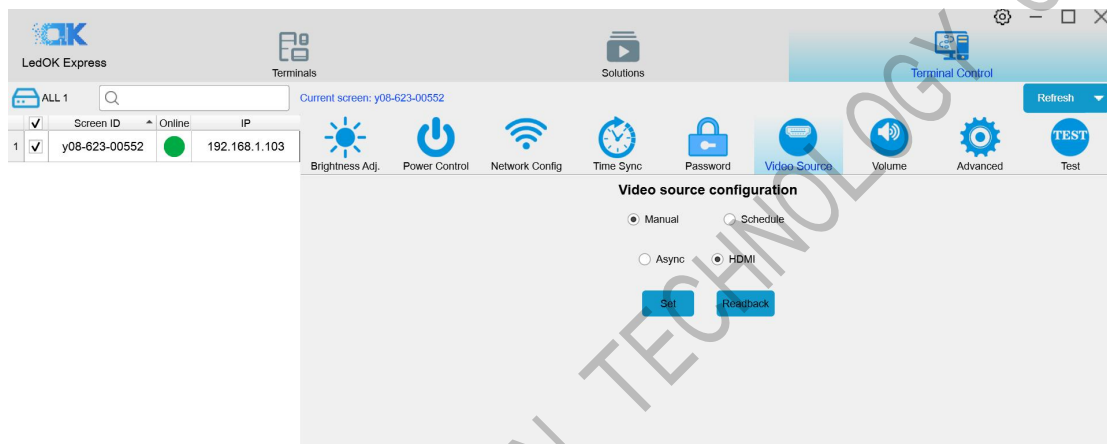 LedOK Express
Terminals
Solutions
Terminal Control
ALL 1
Current screen: y08-623-00552
Refresh
Screen ID Online IP
1 y08-623-00552 192.168.1.103
Brightness Adj. Power Control Network Config Time Sync Password Video Source Volume Advanced Test
TEST
Video source configuration
Manual Schedule
Async HDMI
Set Readback
TECHNOLOGY